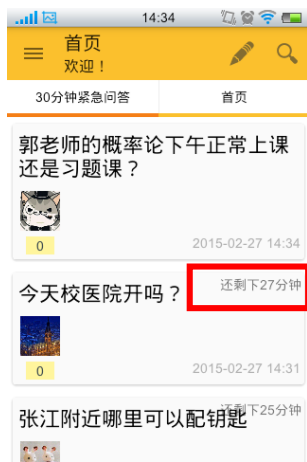 14:34
首页
欢迎！
30分钟紧急问答
首页
郭老师的概率论下午正常上课
还是习题课？
0
2015-02-27 14:34
还剩下27分钟
今天校医院开吗？
0
2015-02-27 14:31
还剩下25分钟
张江附近哪里可以配钥匙